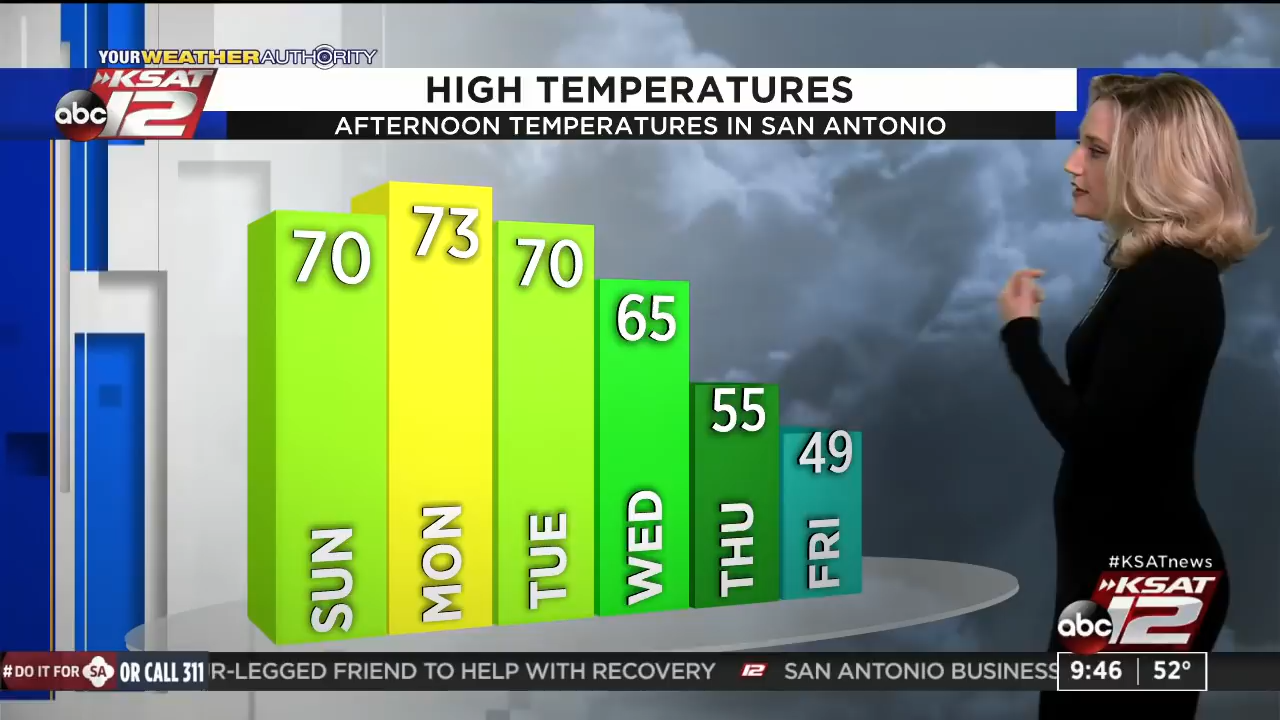 YOURWEATHERAUTHORITY
KSAT
abc 12
HIGH TEMPERATURES
AFTERNOON TEMPERATURES IN SAN ANTONIO
70
73
70
65
55
49
SUN
MON
TUE
WED
THU
FRI
#KSATnews
KSAT
abc 12
#DO IT FOR SA OR CALL 311
R-LEGGED FRIEND TO HELP WITH RECOVERY 12 SAN ANTONIO BUSINESS
9:46 52°